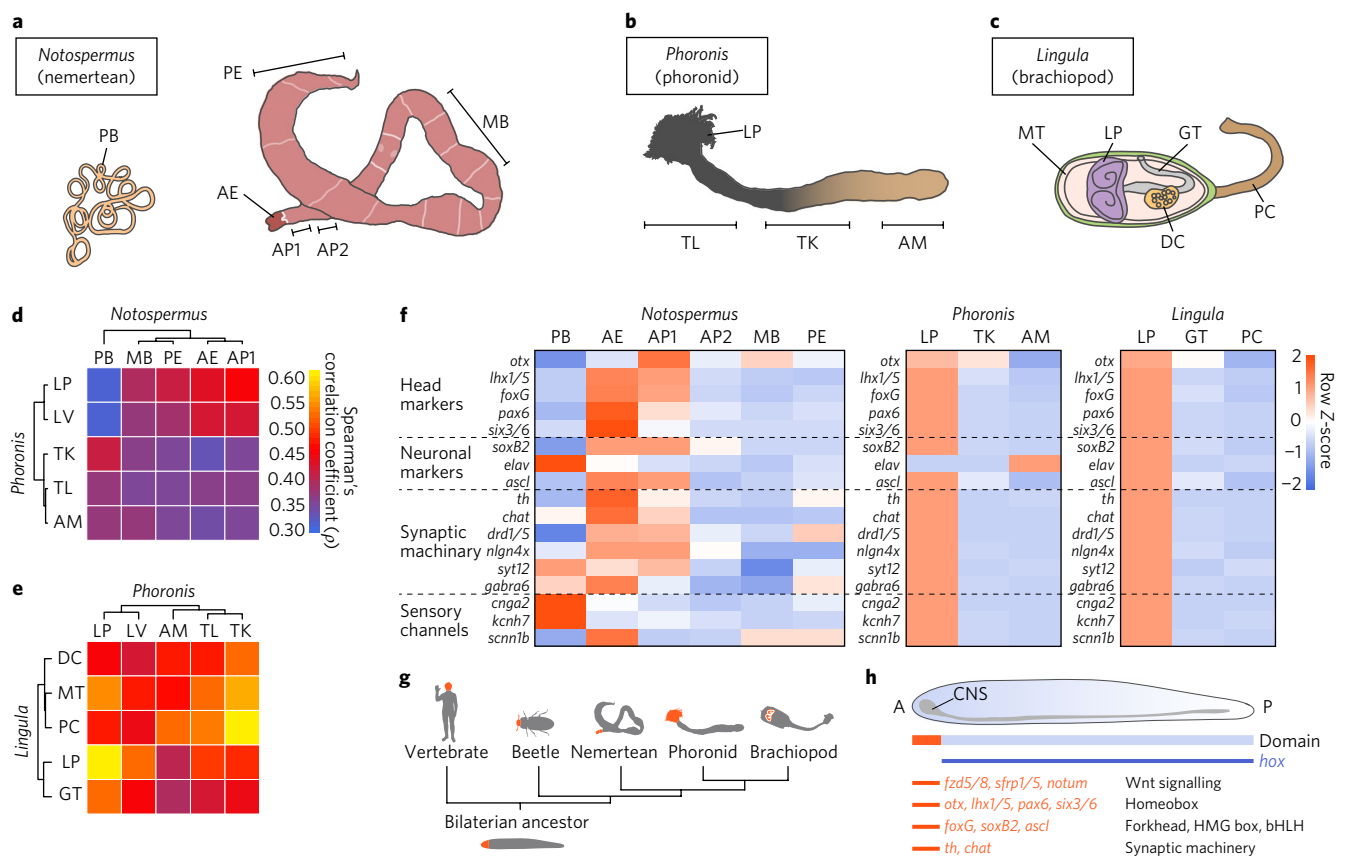 a
Notospermus
(nemertean)
PB
PE
MB
AE
AP1
AP2
b
Phoronis
(phoronid)
LP
TL
TK
AM
c
Lingula
(brachiopod)
MT
LP
GT
DC
PC
d
Notospermus
PB MB PE AE AP1
Phoronis
LP
LV
TK
TL
AM
0.60
0.55
0.50
0.45
0.40
0.35
0.30
Spearman's
correlation coefficient (ρ)
e
Phoronis
LP LV AM TL TK
Lingula
DC
MT
PC
LP
GT
f
Notospermus
PB AE AP1 AP2 MB PE
Head
markers
Neuronal
markers
Synaptic
machinery
Sensory
channels
otx
lhx1/5
foxG
pax6
six3/6
soxB2
elav
ascl
th
chat
drd1/5
nlgn4x
syt12
gabra6
cnga2
kcnh7
scnn1b
Phoronis
LP TK AM
otx
lhx1/5
foxG
pax6
six3/6
soxB2
elav
ascl
th
chat
drd1/5
nlgn4x
syt12
gabra6
cnga2
kcnh7
scnn1b
Lingula
LP GT PC
otx
lhx1/5
foxG
pax6
six3/6
soxB2
elav
ascl
th
chat
drd1/5
nlgn4x
syt12
gabra6
cnga2
kcnh7
scnn1b
2
1
0
−1
−2
Row Z-score
g
Vertebrate Beetle Nemertean Phoronid Brachiopod
Bilaterian ancestor
h
A
CNS
P
Domain
hox
fzd5/8, sfrp1/5, notum Wnt signalling
otx, lhx1/5, pax6, six3/6 Homeobox
foxG, soxB2, ascl Forkhead, HMG box, bHLH
th, chat Synaptic machinery